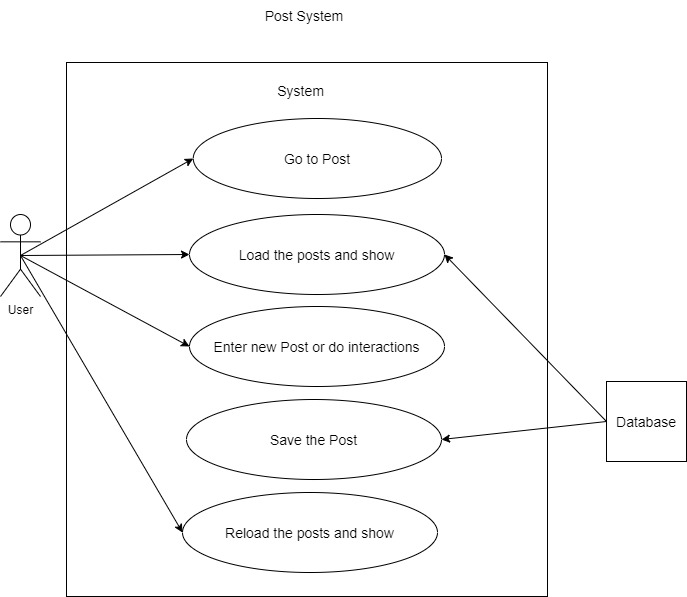 Post System
System
Go to Post
Load the posts and show
User
Enter new Post or do interactions
Database
Save the Post
Reload the posts and show